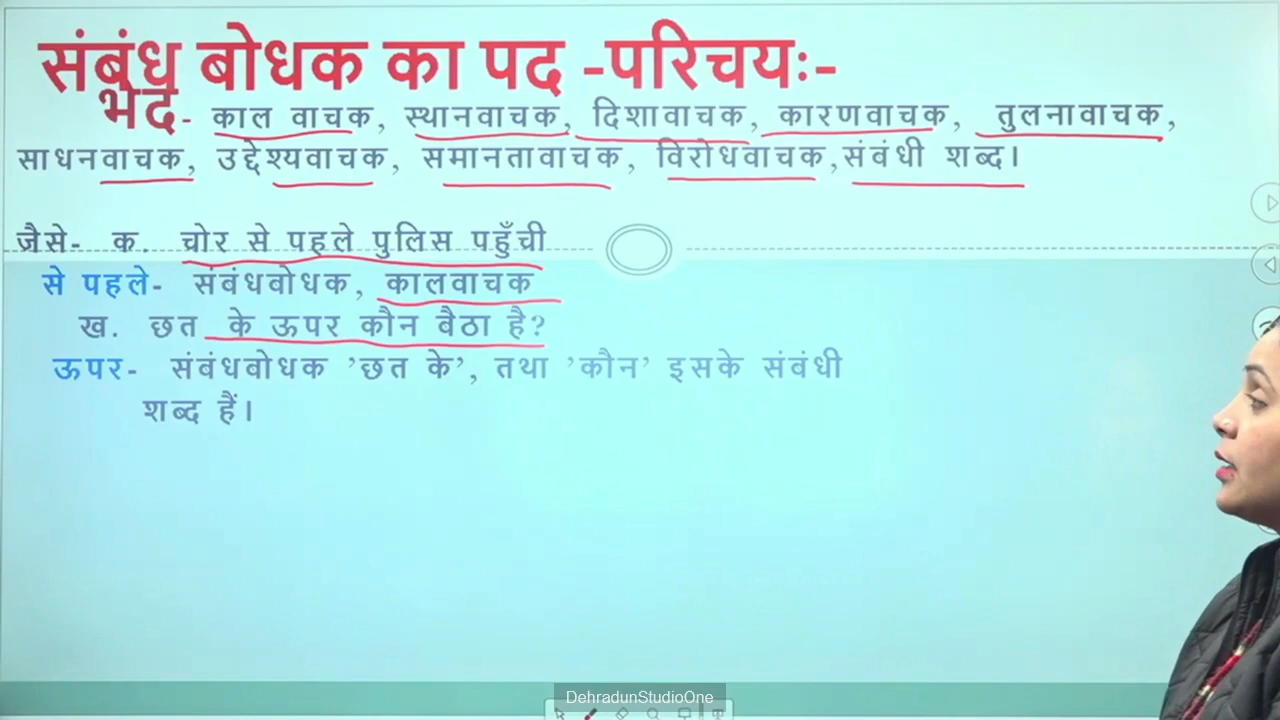 संबंध बोधक का पद -परिचयः-
भेद- काल वाचक, स्थानवाचक, दिशावाचक, कारणवाचक, तुलनावाचक,
साधनवाचक, उद्देश्यवाचक, समानतावाचक, विरोधवाचक,संबंधी शब्द।
जैसे- क. चोर से पहले पुलिस पहुँची
से पहले- संबंधबोधक, कालवाचक
ख. छत के ऊपर कौन बैठा है?
ऊपर- संबंधबोधक ’छत के’, तथा ’कौन’ इसके संबंधी
शब्द हैं।
DehradunStudioOne